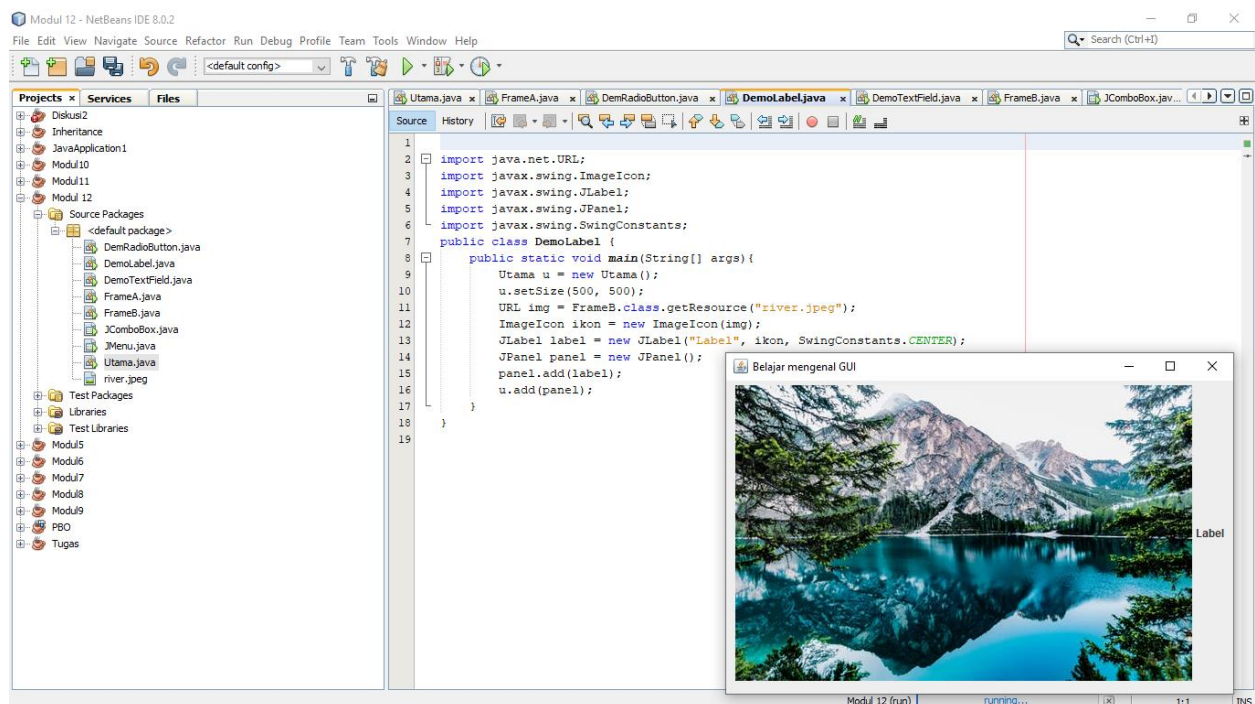 Modul 12 - NetBeans IDE 8.0.2
File Edit View Navigate Source Refactor Run Debug Profile Team Tools Window Help
Search (Ctrl+I)
<default config>
Projects x Services Files
Diskusi2
Inheritance
JavaApplication1
Modul10
Modul11
Modul 12
Source Packages
<default package>
DemRadioButton.java
DemoLabel.java
DemoTextField.java
FrameA.java
FrameB.java
JComboBox.java
JMenu.java
Utama.java
river.jpeg
Test Packages
Libraries
Test Libraries
Modul5
Modul6
Modul7
Modul8
Modul9
PBO
Tugas
Utama.java x FrameA.java x DemRadioButton.java x DemoLabel.java x DemoTextField.java x FrameB.java x JComboBox.jav...
Source History
1
2 import java.net.URL;
3 import javax.swing.ImageIcon;
4 import javax.swing.JLabel;
5 import javax.swing.JPanel;
6 import javax.swing.SwingConstants;
7 public class DemoLabel {
8 public static void main(String[] args){
9 Utama u = new Utama();
10 u.setSize(500, 500);
11 URL img = FrameB.class.getResource("river.jpeg");
12 ImageIcon ikon = new ImageIcon(img);
13 JLabel label = new JLabel("Label", ikon, SwingConstants.CENTER);
14 JPanel panel = new JPanel();
15 panel.add(label);
16 u.add(panel);
17 }
18 }
19
Belajar mengenal GUI
Label
Modul 12 (run) running... 1:1 INS